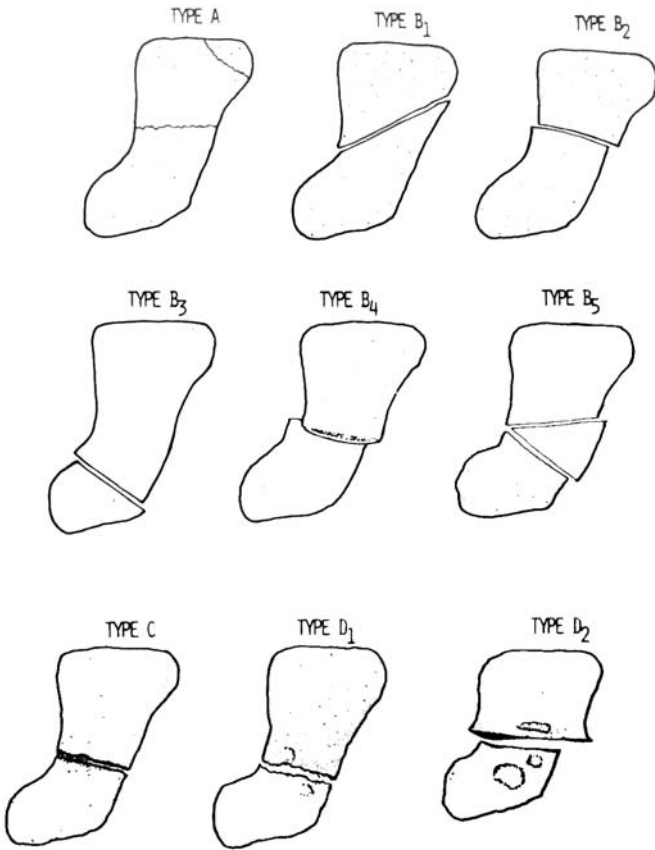 TYPE A
TYPE B₁
TYPE B₂
TYPE B₃
TYPE B₄
TYPE B₅
TYPE C
TYPE D₁
TYPE D₂